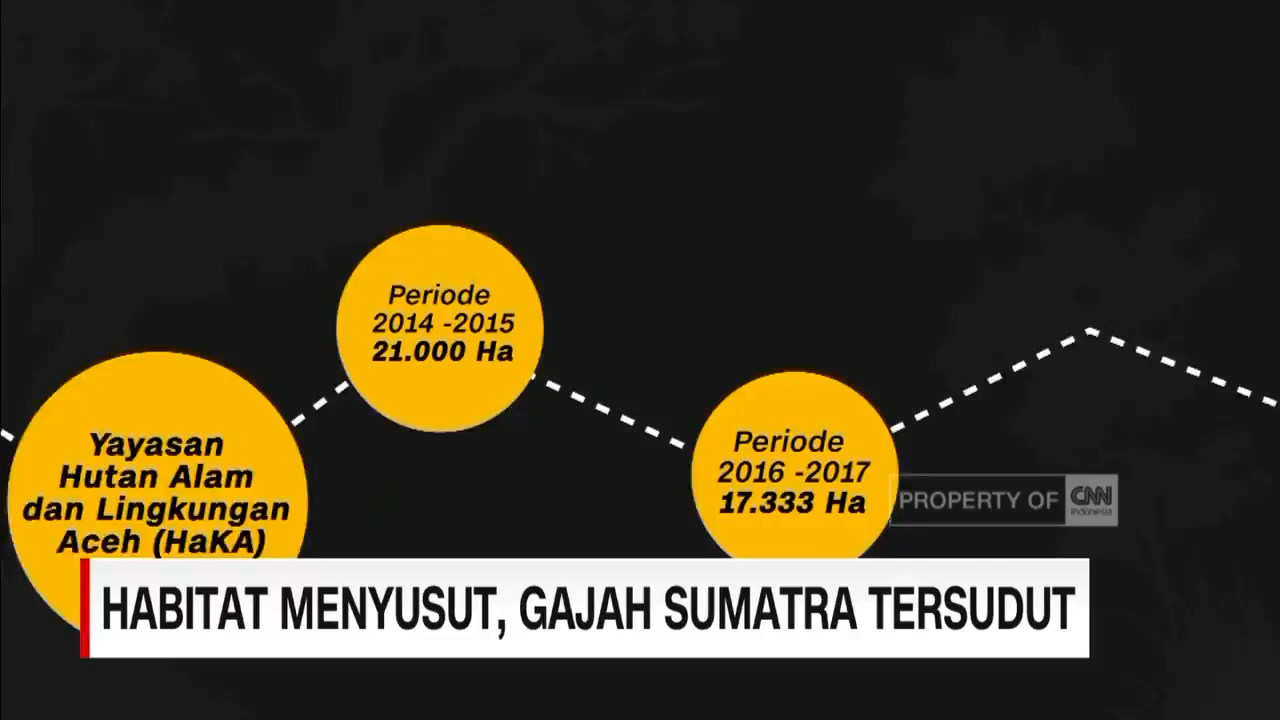 Periode
2014 -2015
21.000 Ha
Yayasan
Hutan Alam
dan Lingkungan
Aceh (HaKA)
Periode
2016 -2017
17.333 Ha
PROPERTY OF CNN Indonesia
HABITAT MENYUSUT, GAJAH SUMATRA TERSUDUT